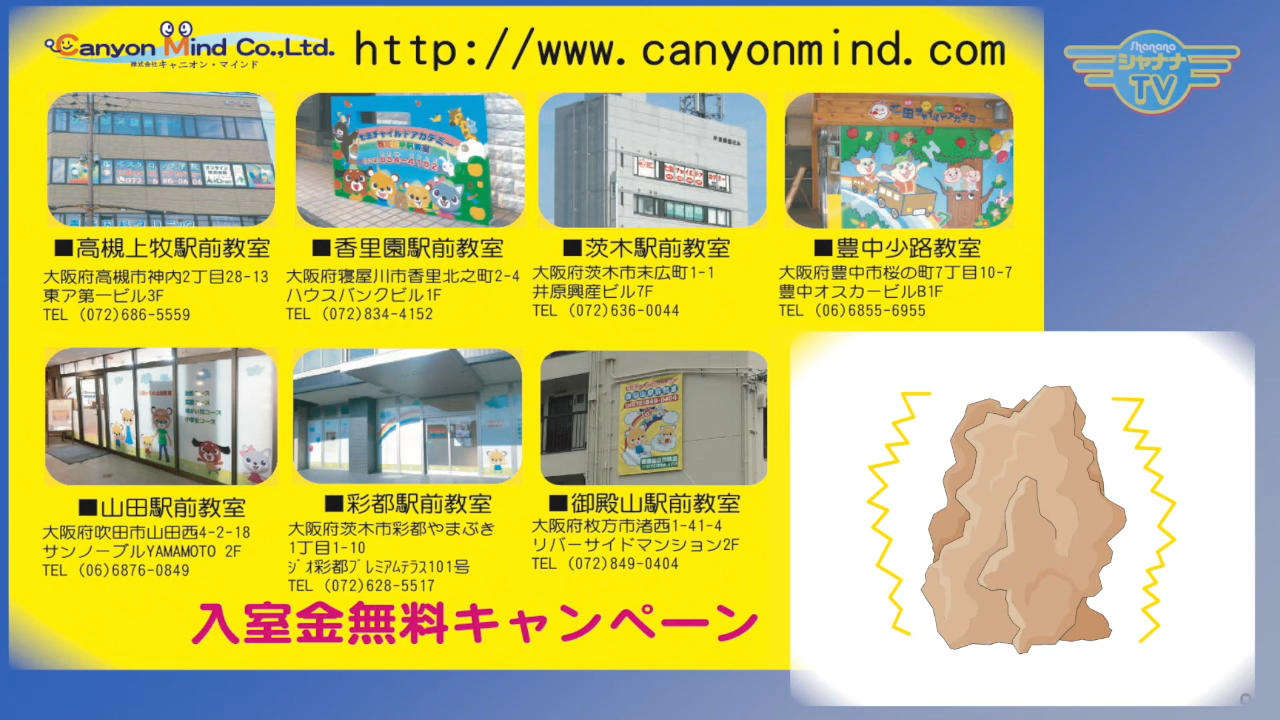 Canyon Mind Co.,Ltd.
株式会社キャニオン・マインド
http://www.canyonmind.com
Shanana
シャナナ
TV
■高槻上牧駅前教室
大阪府高槻市神内2丁目28-13
東ア第一ビル3F
TEL (072)686-5559
■香里園駅前教室
大阪府寝屋川市香里北之町2-4
ハウスバンクビル1F
TEL (072)834-4152
■茨木駅前教室
大阪府茨木市末広町1-1
井原興産ビル7F
TEL (072)636-0044
■豊中少路教室
大阪府豊中市桜の町7丁目10-7
豊中オスカービルB1F
TEL (06)6855-6955
■山田駅前教室
大阪府吹田市山田西4-2-18
サンノーブルYAMAMOTO 2F
TEL (06)6876-0849
■彩都駅前教室
大阪府茨木市彩都やまぶき
1丁目1-10
ｼﾞｵ彩都ﾌﾟﾚﾐｱﾑﾃﾗｽ101号
TEL (072)628-5517
■御殿山駅前教室
大阪府枚方市渚西1-41-4
リバーサイドマンション2F
TEL (072)849-0404
入室金無料キャンペーン